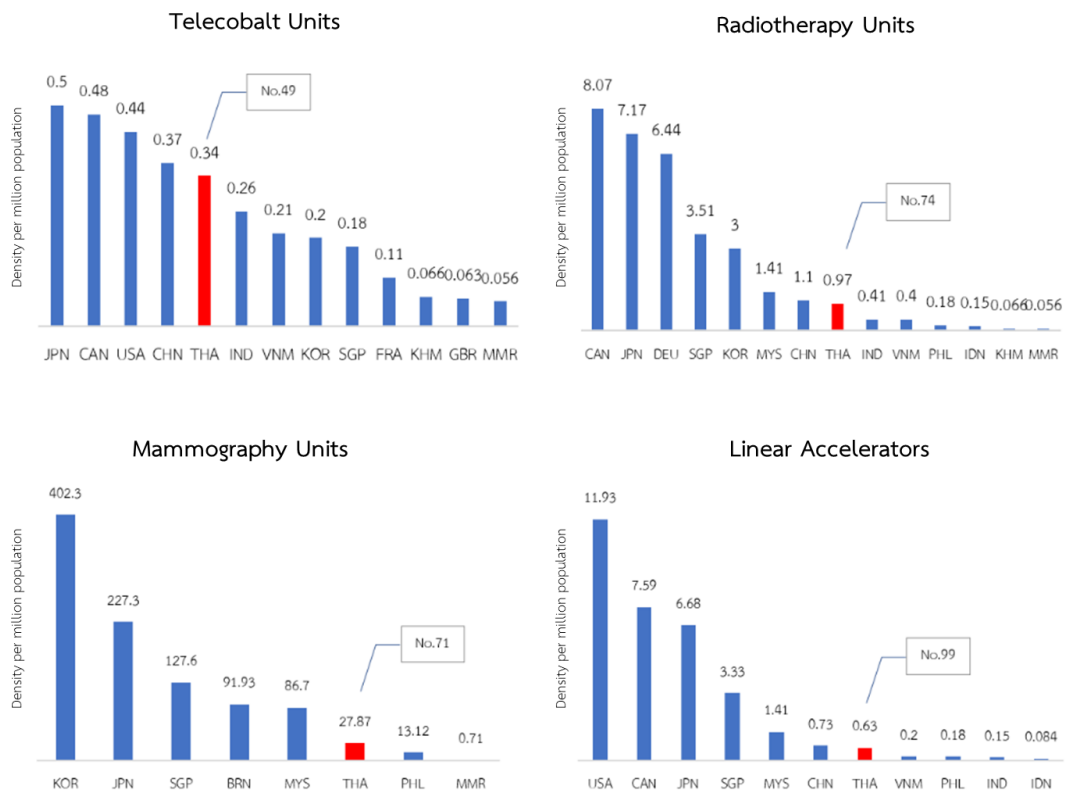 Telecobalt Units
Density per million population
0.5 0.48 0.44 0.37 0.34 0.26 0.21 0.2 0.18 0.11 0.066 0.063 0.056
No.49
JPN CAN USA CHN THA IND VNM KOR SGP FRA KHM GBR MMR
Radiotherapy Units
Density per million population
8.07 7.17 6.44 3.51 3 1.41 1.1 0.97 0.41 0.4 0.18 0.15 0.066 0.056
No.74
CAN JPN DEU SGP KOR MYS CHN THA IND VNM PHL IDN KHM MMR
Mammography Units
Density per million population
402.3 227.3 127.6 91.93 86.7 27.87 13.12 0.71
No.71
KOR JPN SGP BRN MYS THA PHL MMR
Linear Accelerators
Density per million population
11.93 7.59 6.68 3.33 1.41 0.73 0.63 0.2 0.18 0.15 0.084
No.99
USA CAN JPN SGP MYS CHN THA VNM PHL IND IDN